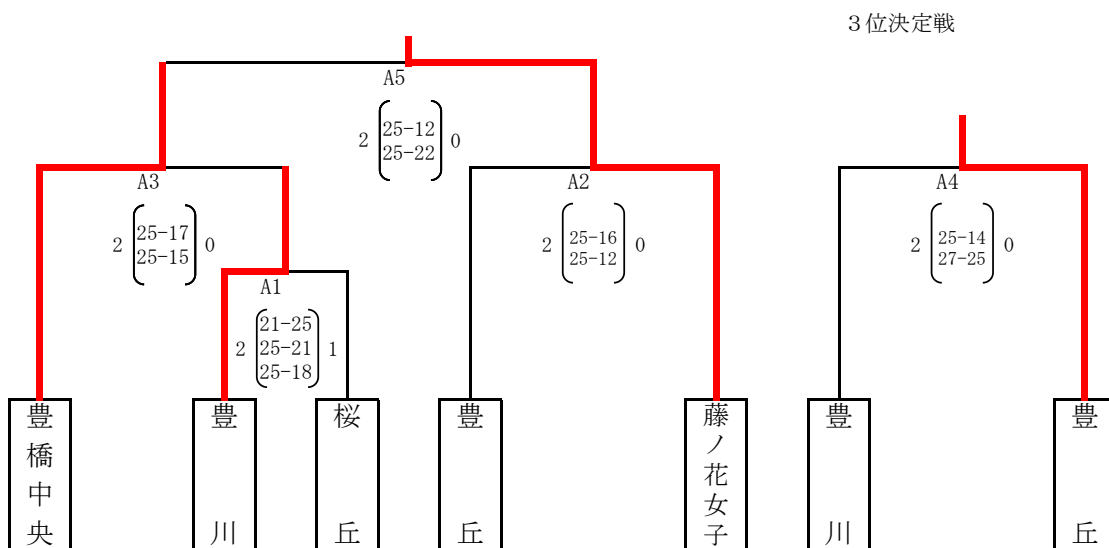 ３位決定戦
A5
2 25-12 0
25-22
A3
2 25-17 0
25-15
A2
2 25-16 0
25-12
A4
2 25-14 0
27-25
A1
21-25
2 25-21 1
25-18
豊橋中央
豊川
桜丘
豊丘
藤ノ花女子
豊川
豊丘